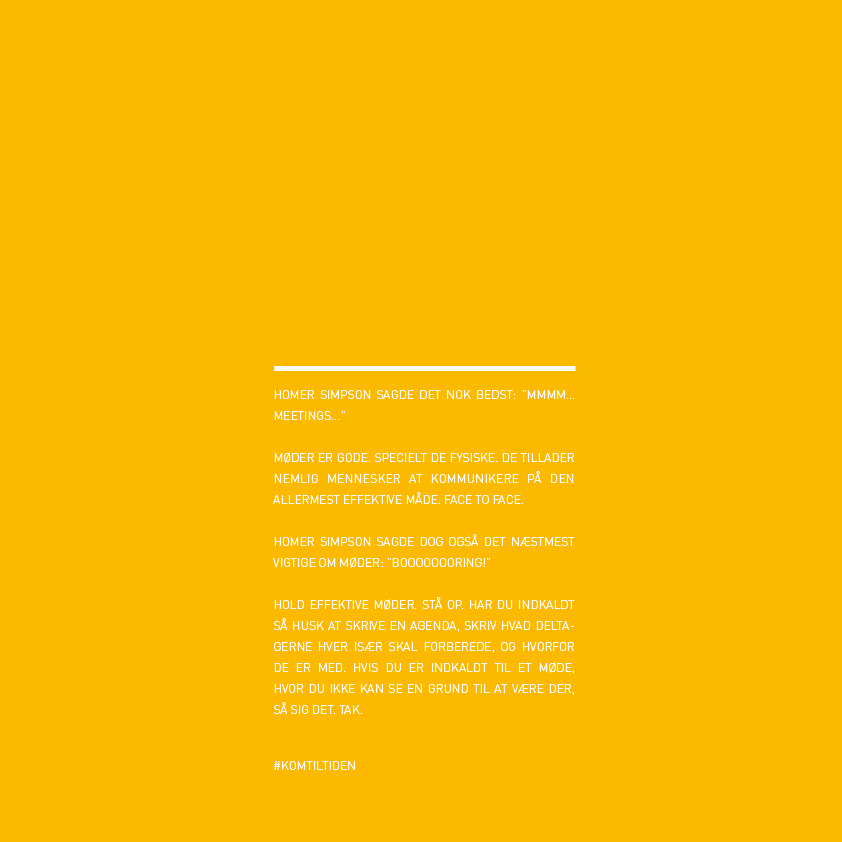 HOMER SIMPSON SAGDE DET NOK BEDST: "MMMM...
MEETINGS..."
MØDER ER GODE. SPECIELT DE FYSISKE. DE TILLADER
NEMLIG MENNESKER AT KOMMUNIKERE PÅ DEN
ALLERMEST EFFEKTIVE MÅDE. FACE TO FACE.
HOMER SIMPSON SAGDE DOG OGSÅ DET NÆSTMEST
VIGTIGE OM MØDER: "BOOOOOOORING!"
HOLD EFFEKTIVE MØDER. STÅ OP. HAR DU INDKALDT
SÅ HUSK AT SKRIVE EN AGENDA, SKRIV HVAD DELTA-
GERNE HVER ISÆR SKAL FORBEREDE, OG HVORFOR
DE ER MED. HVIS DU ER INDKALDT TIL ET MØDE,
HVOR DU IKKE KAN SE EN GRUND TIL AT VÆRE DER,
SÅ SIG DET. TAK.
#KOMTILTIDEN